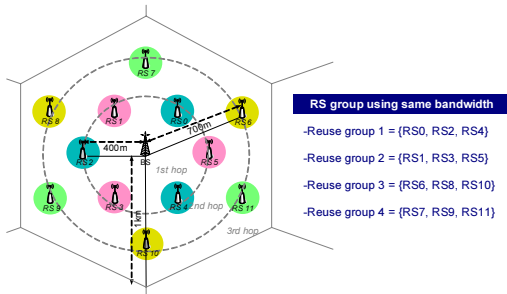 RS 7
RS 8
RS 1
RS 0
RS 6
700m
400m
RS 2
BS
RS 5
1st hop
RS 9
RS 3
1km
RS 4
2nd hop
RS 11
3rd hop
RS 10
RS group using same bandwidth
-Reuse group 1 = {RS0, RS2, RS4}
-Reuse group 2 = {RS1, RS3, RS5}
-Reuse group 3 = {RS6, RS8, RS10}
-Reuse group 4 = {RS7, RS9, RS11}